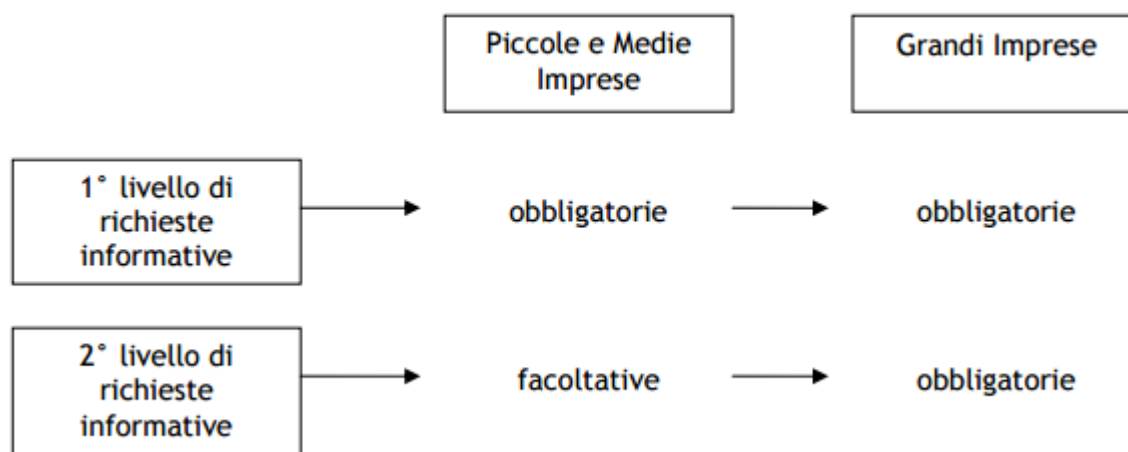 Piccole e Medie
Imprese
Grandi Imprese
1° livello di
richieste
informative
obbligatorie
obbligatorie
2° livello di
richieste
informative
facoltative
obbligatorie